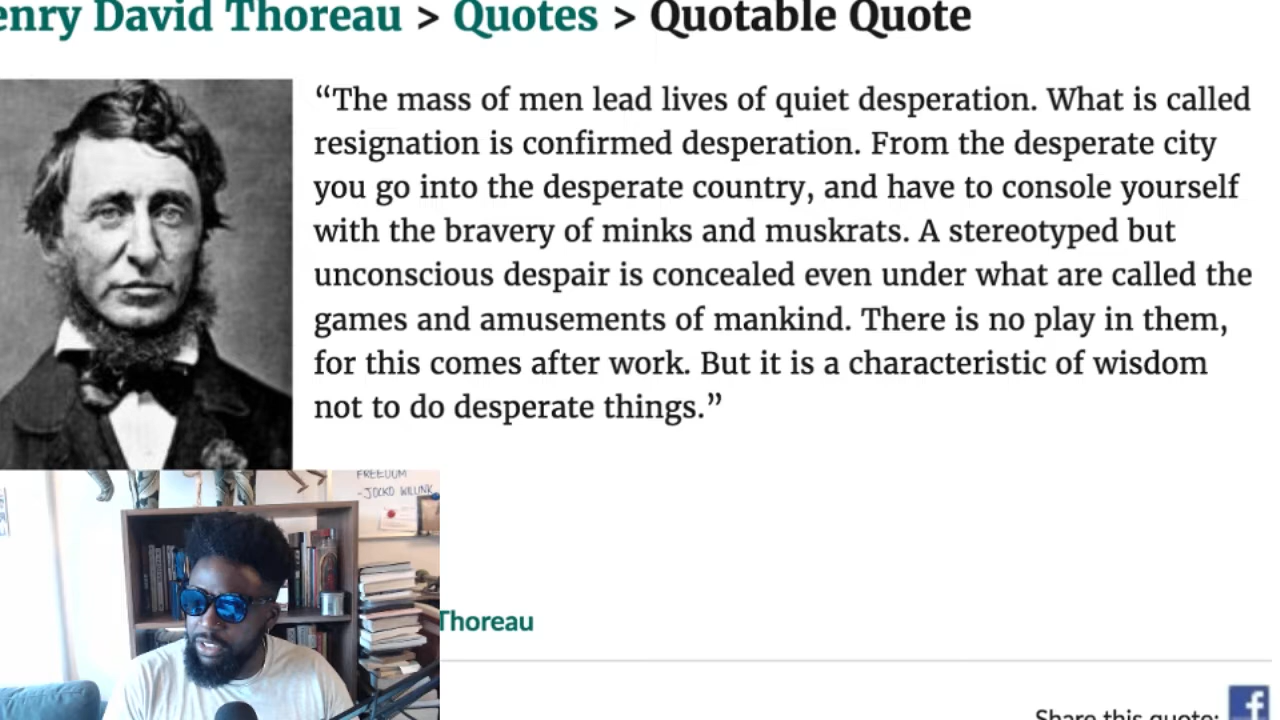 enry David Thoreau > Quotes > Quotable Quote
“The mass of men lead lives of quiet desperation. What is called
resignation is confirmed desperation. From the desperate city
you go into the desperate country, and have to console yourself
with the bravery of minks and muskrats. A stereotyped but
unconscious despair is concealed even under what are called the
games and amusements of mankind. There is no play in them,
for this comes after work. But it is a characteristic of wisdom
not to do desperate things.”
FREEDOM
-JOCKO WILLINK
Thoreau
Share this quote:
f